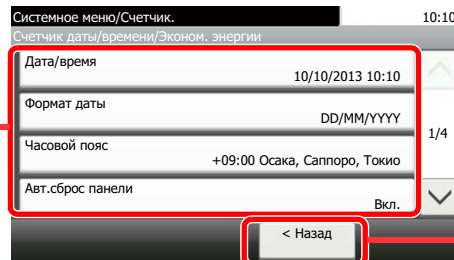 Системное меню/Счетчик.
10:10
Счетчик даты/времени/Эконом. энергии
Дата/время
10/10/2013 10:10
Формат даты
DD/MM/YYYY
1/4
Часовой пояс
+09:00 Осака, Саппоро, Токио
Авт.сброс панели
Вкл.
< Назад